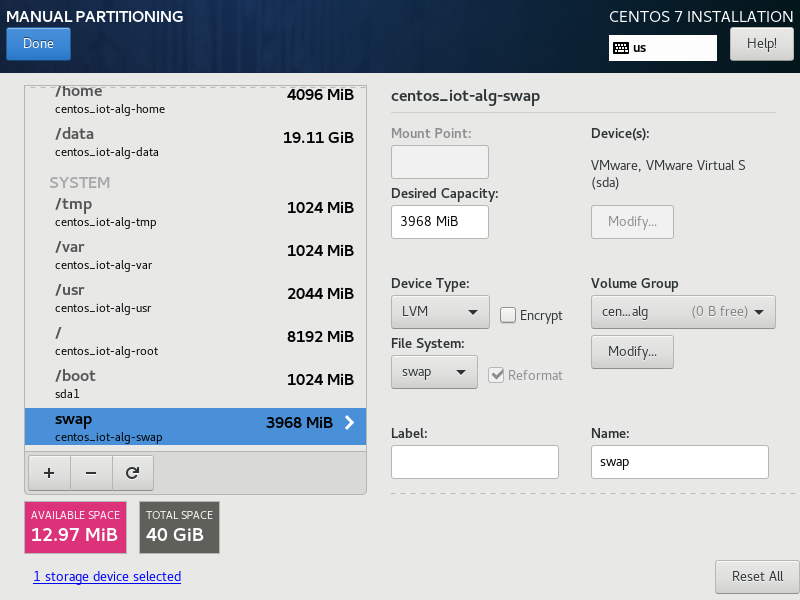 MANUAL PARTITIONING
CENTOS 7 INSTALLATION
Done
us
Help!
/home
4096 MiB
centos_iot-alg-home
/data
19.11 GiB
centos_iot-alg-data
SYSTEM
/tmp
1024 MiB
centos_iot-alg-tmp
/var
1024 MiB
centos_iot-alg-var
/usr
2044 MiB
centos_iot-alg-usr
/
8192 MiB
centos_iot-alg-root
/boot
1024 MiB
sda1
swap
3968 MiB
centos_iot-alg-swap
AVAILABLE SPACE
12.97 MiB
TOTAL SPACE
40 GiB
1 storage device selected
centos_iot-alg-swap
Mount Point:
Device(s):
VMware, VMware Virtual S
(sda)
Desired Capacity:
3968 MiB
Modify...
Device Type:
Volume Group
LVM
Encrypt
cen...alg (0 B free)
File System:
Modify...
swap
Reformat
Label:
Name:
swap
Reset All